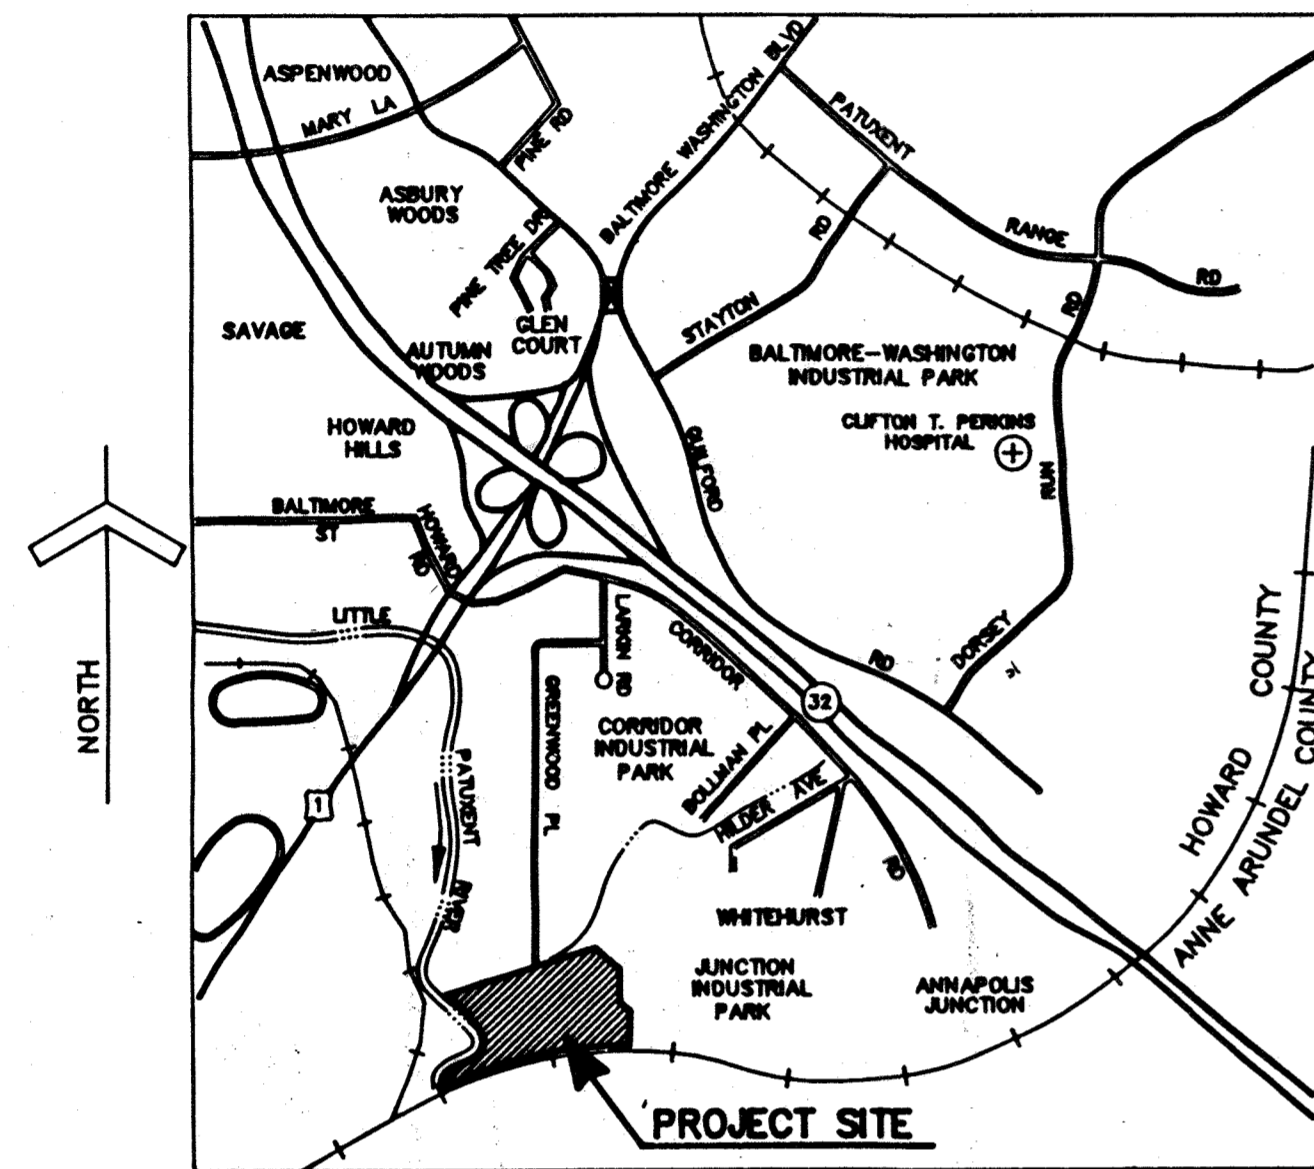 ASPENWOOD
MARY LA
PINE RD
BALTIMORE WASHINGTON BLVD
PATUXENT
RANGE
RD
ASBURY
WOODS
PINE TREE DR
GLEN
COURT
STAYTON
RD
SAVAGE
AUTUMN
WOODS
BALTIMORE-WASHINGTON
INDUSTRIAL PARK
CLIFTON T. PERKINS
HOSPITAL
HOWARD
HILLS
GUILFORD
RD
DORSEY
RUN
RD
BALTIMORE
ST
HOWARD
RD
LITTLE
PATUXENT
RIVER
NORTH
LARKIN RD
CORRIDOR
RD
GREENWOOD PL
CORRIDOR
INDUSTRIAL
PARK
32
1
DOLLMAN PL
HILDER AVE
WHITEHURST
HOWARD COUNTY
ANNE ARUNDEL COUNTY
JUNCTION
INDUSTRIAL
PARK
ANNAPOLIS
JUNCTION
PROJECT SITE